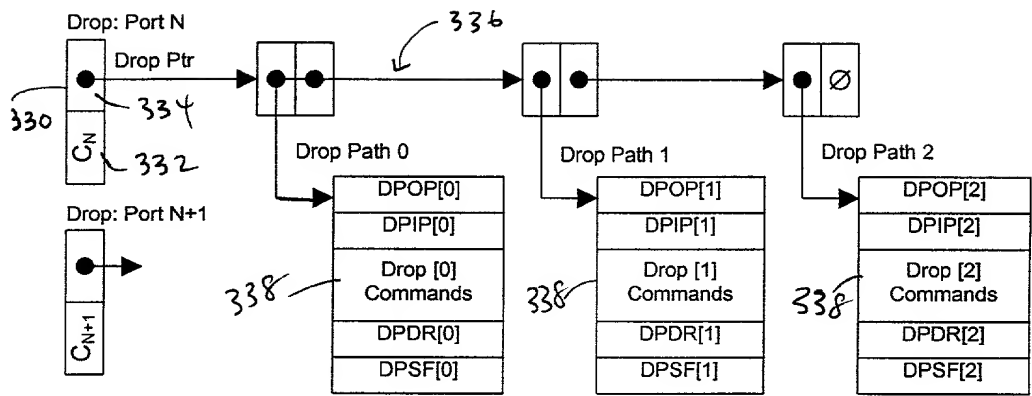 Drop: Port N
336
Drop Ptr
330
334
Ø
C_N
332
Drop Path 0
Drop Path 1
Drop Path 2
Drop: Port N+1
DPOP[0]
DPIP[0]
Drop [0]
Commands
DPDR[0]
DPSF[0]
338
DPOP[1]
DPIP[1]
Drop [1]
Commands
DPDR[1]
DPSF[1]
338
DPOP[2]
DPIP[2]
Drop [2]
Commands
DPDR[2]
DPSF[2]
338
C_N+1